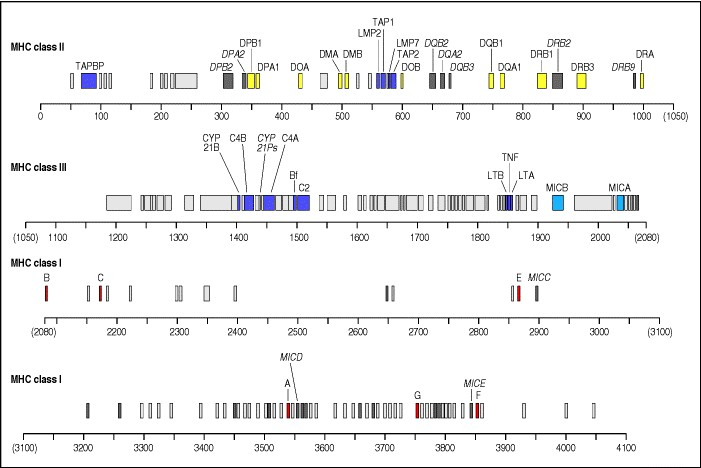 MHC class II
TAPBP
DPB2
DPA2
DPB1
DPA1
DOA
DMA
DMB
LMP2
TAP1
LMP7
TAP2
DOB
DQB2
DQA2
DQB3
DQB1
DQA1
DRB1
DRB2
DRB3
DRB9
DRA
0 100 200 300 400 500 600 700 800 900 1000 (1050)
MHC class III
CYP
21B
C4B
CYP
21Ps
C4A
Bf
C2
LTB
TNF
LTA
MICB
MICA
(1050) 1100 1200 1300 1400 1500 1600 1700 1800 1900 2000 (2080)
MHC class I
B
C
E
MICC
(2080) 2200 2300 2400 2500 2600 2700 2800 2900 3000 (3100)
MHC class I
A
MICD
G
MICE
F
(3100) 3200 3300 3400 3500 3600 3700 3800 3900 4000 4100